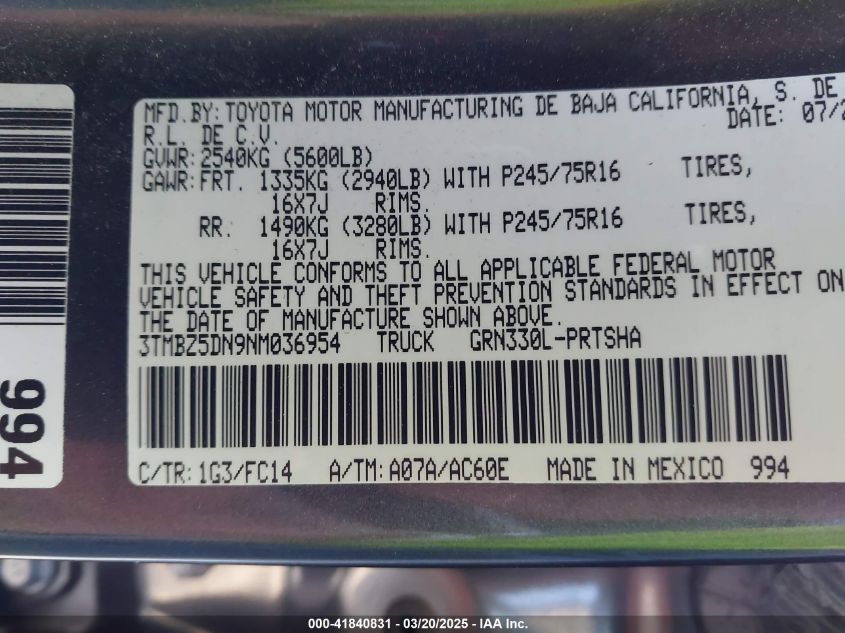 MFD.BY: TOYOTA MOTOR MANUFACTURING DE BAJA CALIFORNIA, S. DE
R.L. DE C.V. DATE: 07/2
GVWR: 2540KG (5600LB)
GAWR: FRT. 1335KG (2940LB) WITH P245/75R16 TIRES,
16X7J RIMS.
RR. 1490KG (3280LB) WITH P245/75R16 TIRES,
16X7J RIMS.
THIS VEHICLE CONFORMS TO ALL APPLICABLE FEDERAL MOTOR
VEHICLE SAFETY AND THEFT PREVENTION STANDARDS IN EFFECT ON
THE DATE OF MANUFACTURE SHOWN ABOVE.
3TMBZ5DN9NM036954 TRUCK GRN330L-PRTSHA
C/TR: 1G3/FC14 A/TM: A07A/AC60E MADE IN MEXICO 994
994
000-41840831 - 03/20/2025 - IAA Inc.